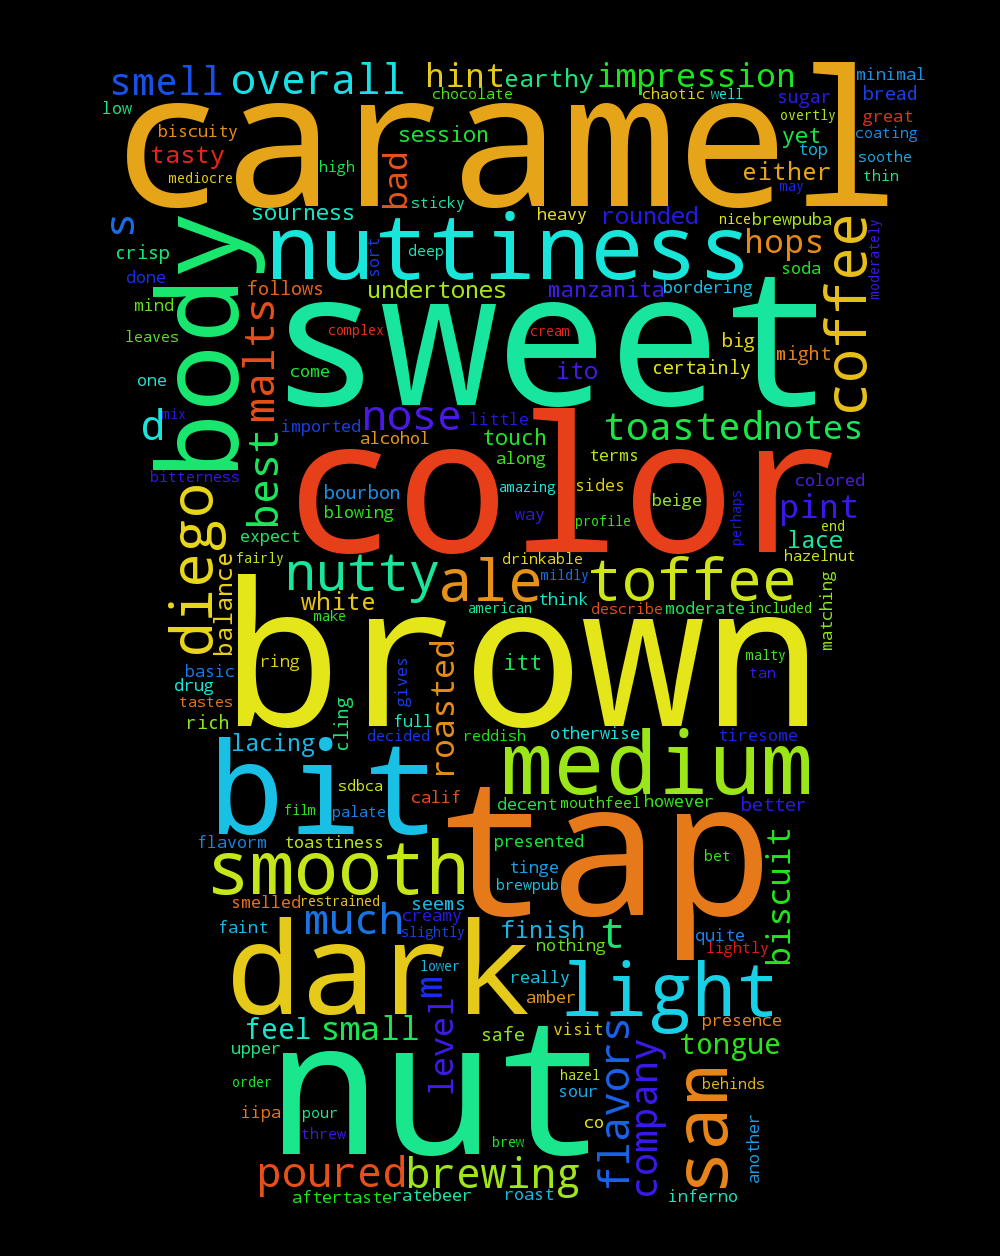 smell overall hint earthy impression minimal
low chocolate chaotic well sugar bread
caramel
biscuity session overtly great
tasty yet coating
mediocre high bad either top soothe
may thin
s sourness sticky heavy rounded nice brewpuba
crisp nuttiness hops coffee moderately
body sort deep soda
done follows undertones manzanita bordering
mind malts sweet
leaves complex cream big might
one come ito certainly
d mix imported nose little toasted notes
best alcohol touch
color
along terms
bitterness bourbon amazing sides colored
diego blowing way profile beige perhaps pint
expect end
balance fairly drinkable lace hazelnut
nutty ale mildly toffee
white american think describe moderate included matching
make
brown
basic ring roasted itt malty
drug gives tan
tastes
rich cling full
lacing decided reddish otherwise tiresome
bit medium
sdbca calif
film palate decent mouthfeel however better
flavorm toastiness tap presented biscuit
smooth tinge bet
brewpub
smelled restrained seems
faint much creamy finish t quite
slightly nothing lightly
dark lower really light
m amber
feel small level safe visit flavors presence
upper nut company tongue
order hazel san behinds
iipa pour sour
threw co another
brew
poured brewing
aftertaste ratebeer roast inferno